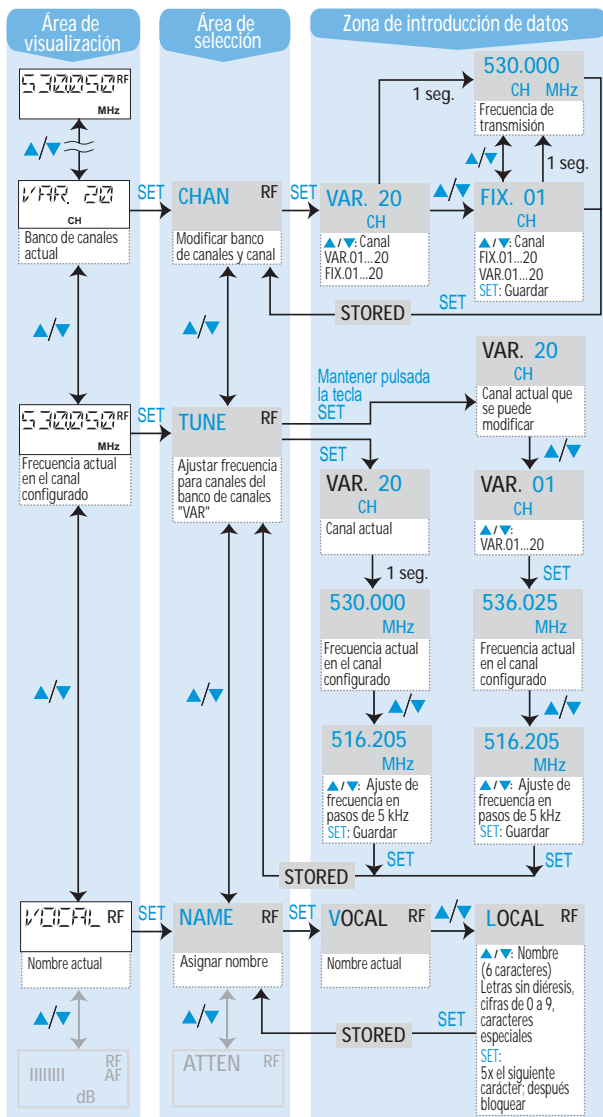 Área de
visualización
Área de
selección
Zona de introducción de datos
530.050 RF
MHz
▲/▼
VAR. 20
CH
Banco de canales
actual
SET
CHAN RF
Modificar banco
de canales y canal
SET
VAR. 20
CH
▲/▼: Canal
VAR.01...20
FIX.01...20
1 seg.
530.000
CH MHz
Frecuencia de
transmisión
▲/▼
1 seg.
▲/▼
FIX. 01
CH
▲/▼: Canal
FIX.01...20
VAR.01...20
SET: Guardar
SET
STORED
▲/▼
▲/▼
530.050 RF
MHz
Frecuencia actual
en el canal
configurado
SET
TUNE RF
Ajustar frecuencia
para canales del
banco de canales
"VAR"
Mantener pulsada
la tecla
SET
SET
VAR. 20
CH
Canal actual
1 seg.
530.000
MHz
Frecuencia actual
en el canal
configurado
▲/▼
516.205
MHz
▲/▼: Ajuste de
frecuencia en
pasos de 5 kHz
SET: Guardar
SET
VAR. 20
CH
Canal actual que
se puede
modificar
▲/▼
VAR. 01
CH
▲/▼:
VAR.01...20
SET
536.025
MHz
Frecuencia actual
en el canal
configurado
▲/▼
516.205
MHz
▲/▼: Ajuste de
frecuencia en
pasos de 5 kHz
SET: Guardar
SET
STORED
▲/▼
▲/▼
VOCAL RF
Nombre actual
SET
NAME RF
Asignar nombre
SET
VOCAL RF
Nombre actual
▲/▼
LOCAL RF
▲/▼: Nombre
(6 caracteres)
Letras sin diéresis,
cifras de 0 a 9,
caracteres
especiales
SET:
5x el siguiente
carácter; después
bloquear
SET
STORED
▲/▼
▲/▼
RF
AF
dB
ATTEN RF